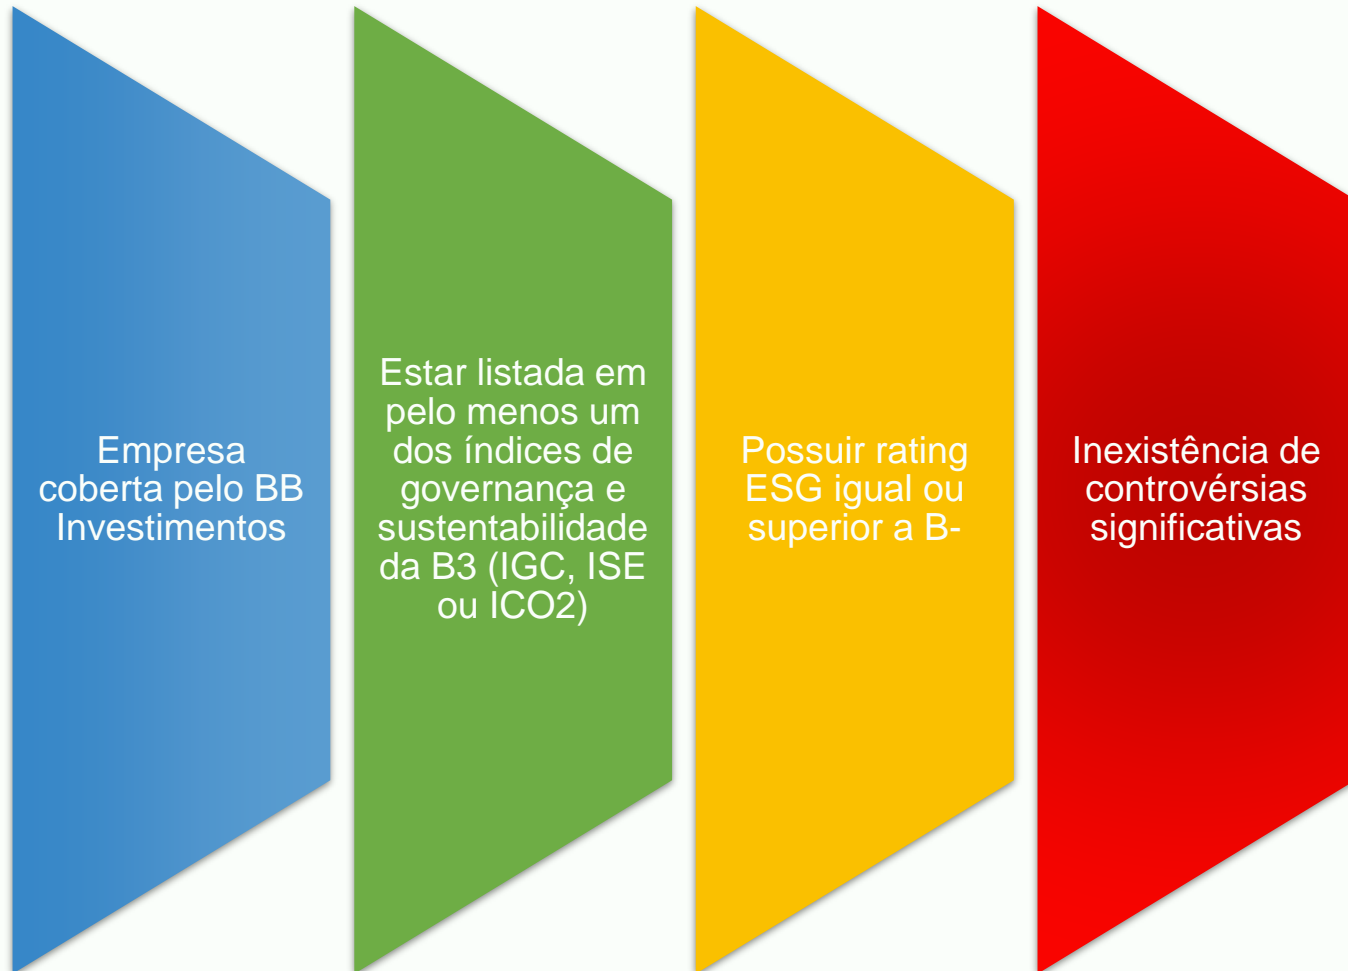 Empresa
coberta pelo BB
Investimentos
Estar listada em
pelo menos um
dos índices de
governança e
sustentabilidade
da B3 (IGC, ISE
ou ICO2)
Possuir rating
ESG igual ou
superior a B-
Inexistência de
controvérsias
significativas